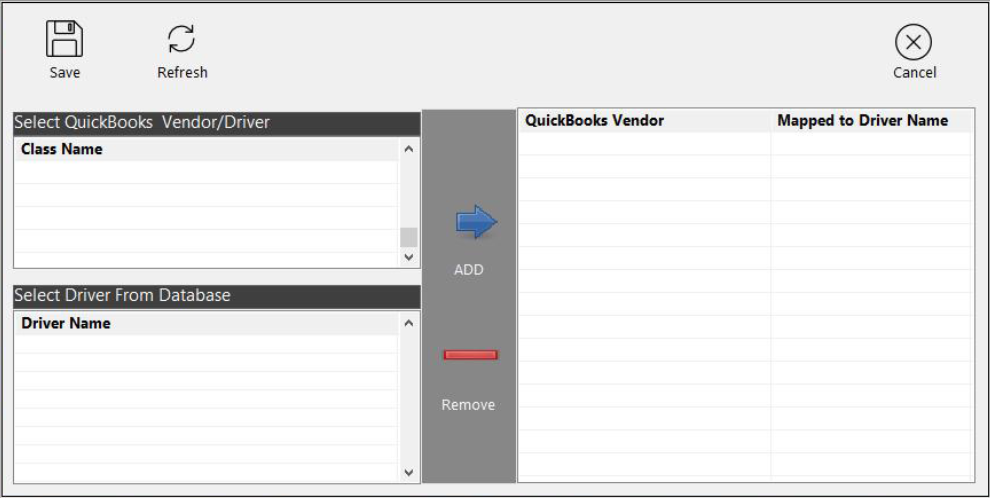 Save
Refresh
Cancel
Select QuickBooks  Vendor/Driver
Class Name
Select Driver From Database
Driver Name
ADD
Remove
QuickBooks Vendor
Mapped to Driver Name